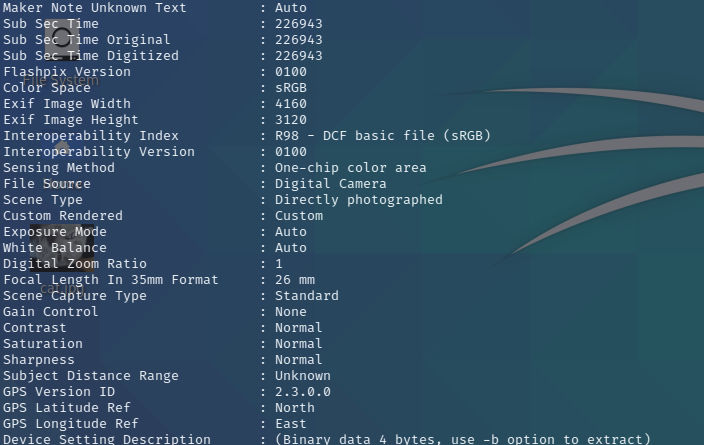 Maker Note Unknown Text : Auto
Sub Sec Time : 226943
Sub Sec Time Original : 226943
Sub Sec Time Digitized : 226943
Flashpix Version : 0100
File System
Color Space : sRGB
Exif Image Width : 4160
Exif Image Height : 3120
Interoperability Index : R98 - DCF basic file (sRGB)
Interoperability Version : 0100
Sensing Method : One-chip color area
File Source : Digital Camera
Scene Type : Directly photographed
Custom Rendered : Custom
Exposure Mode : Auto
White Balance : Auto
Digital Zoom Ratio : 1
Focal Length In 35mm Format : 26 mm
cat.jpg
Scene Capture Type : Standard
Gain Control : None
Contrast : Normal
Saturation : Normal
Sharpness : Normal
Subject Distance Range : Unknown
GPS Version ID : 2.3.0.0
GPS Latitude Ref : North
GPS Longitude Ref : East
Device Setting Description : (Binary data 4 bytes, use -b option to extract)